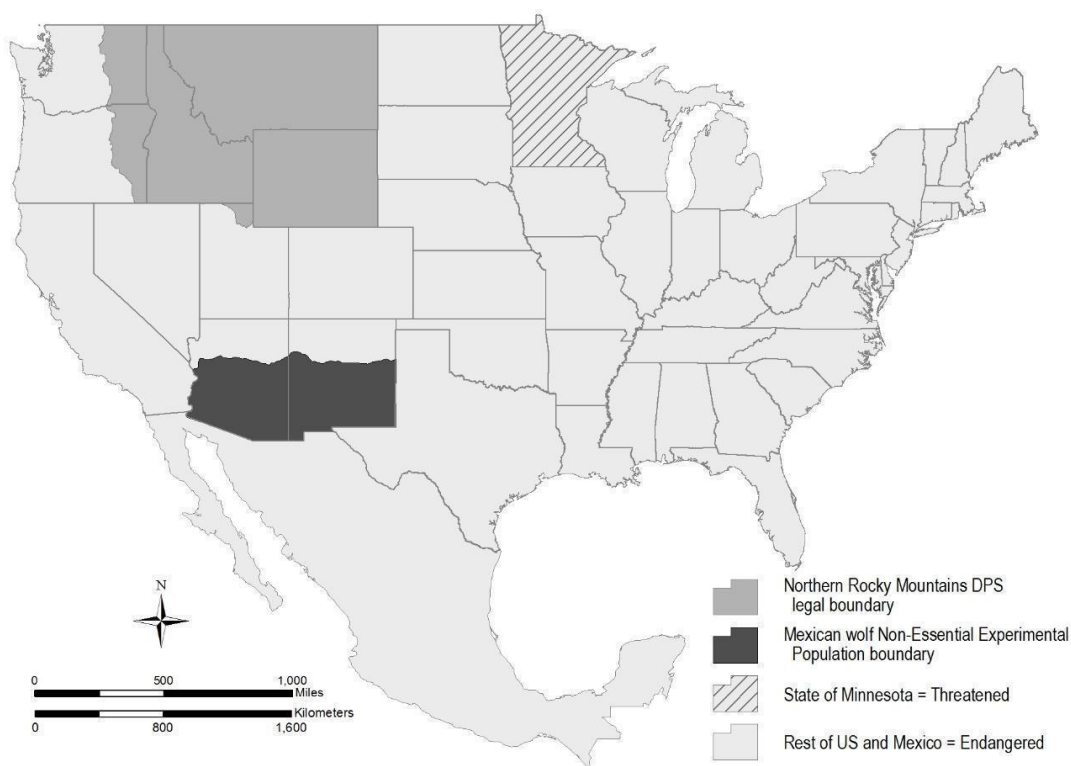 Northern Rocky Mountains DPS
legal boundary
Mexican wolf Non-Essential Experimental
Population boundary
State of Minnesota = Threatened
Rest of US and Mexico = Endangered
N
0 500 1,000
Miles
Kilometers
0 800 1,600